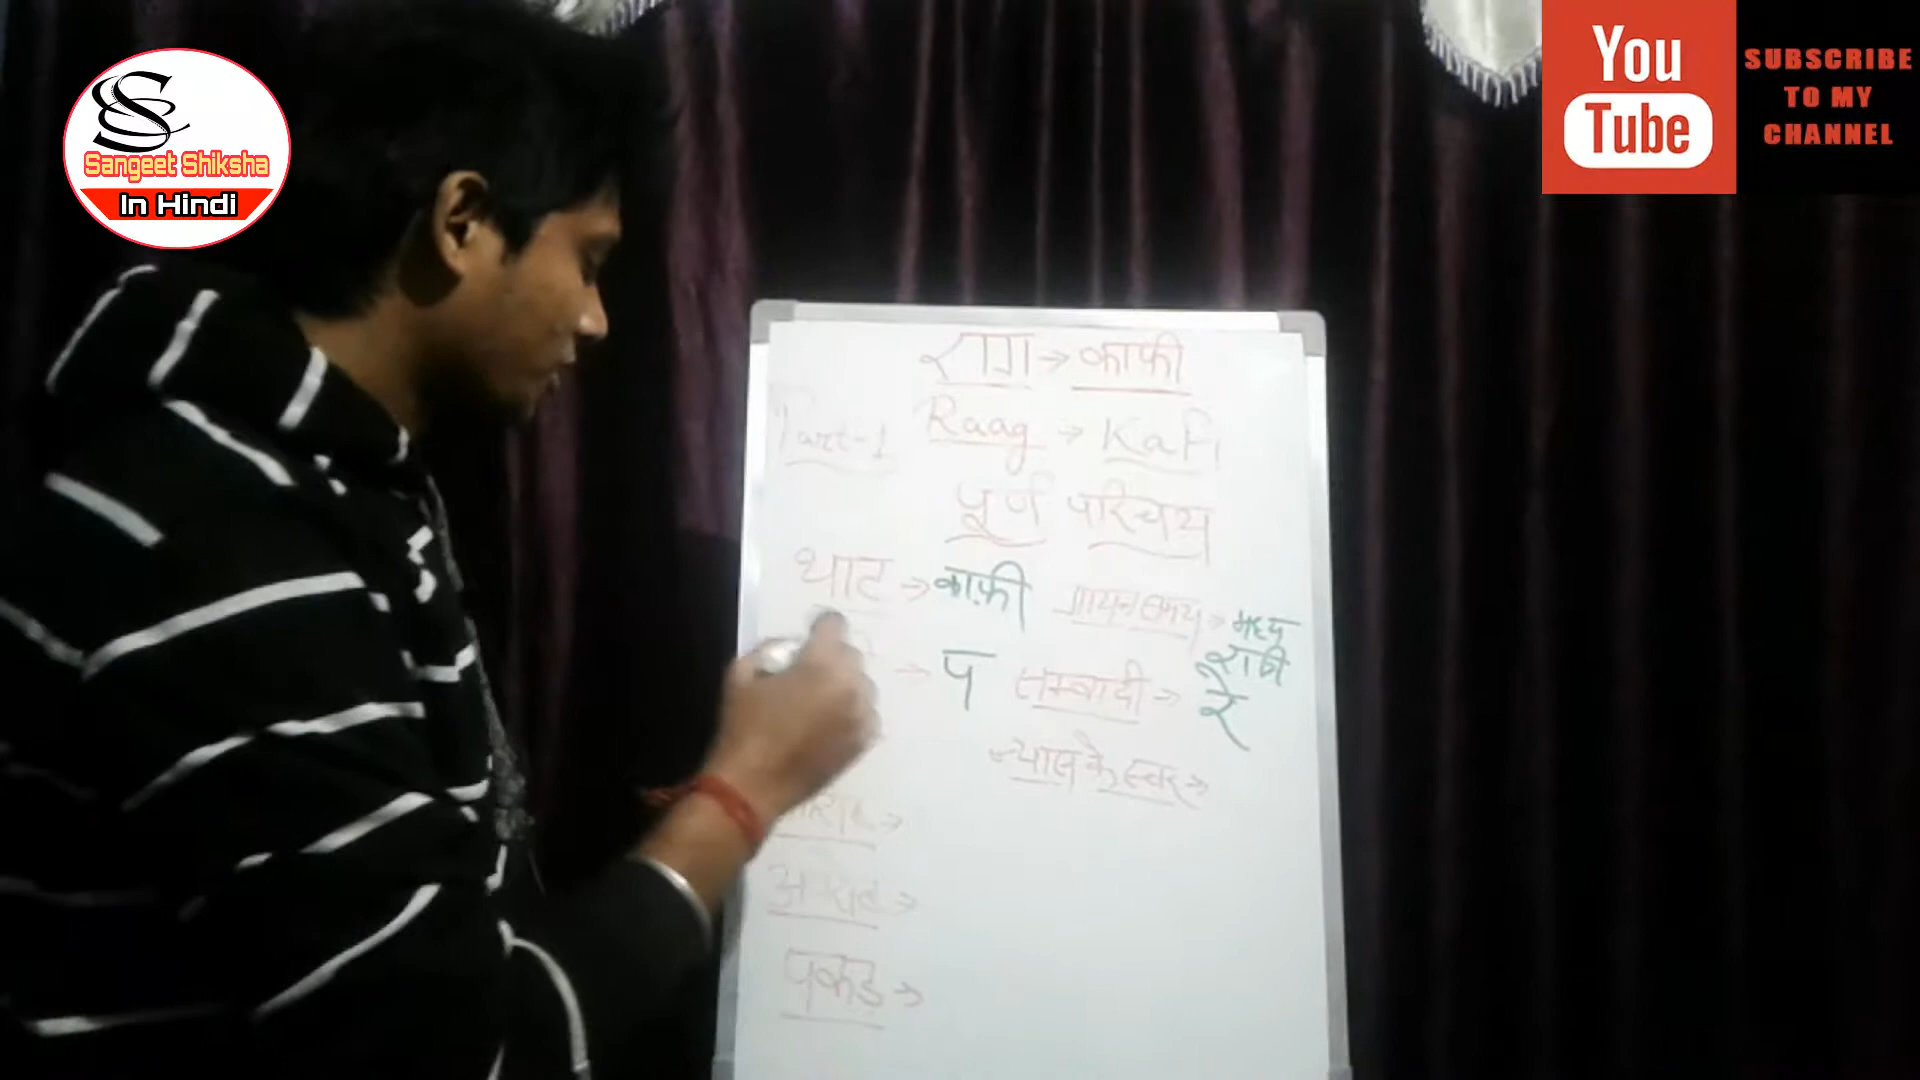 Sangeet Shiksha
In Hindi
You
Tube
SUBSCRIBE
TO MY
CHANNEL
राग → काफी
Part-1 Raag → Kafi
पूर्ण परिचय
थाट → काफ़ी गायन समय → मध्य
रात्री
→ प सम्वादी → रे
न्यास के स्वर →
आरोह →
अवरोह →
पकड →